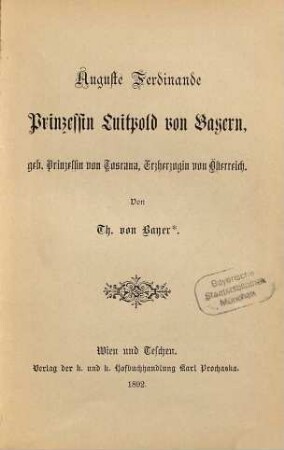 Auguste Ferdinande
Prinzessin Luitpold von Bayern,
geb. Prinzessin von Toscana, Erzherzogin von Österreich.
Von
Th. von Bayer*.
Bayerische
Staatsbibliothek
München
Wien und Teschen.
Verlag der k. und k. Hofbuchhandlung Karl Prochaska.
1892.